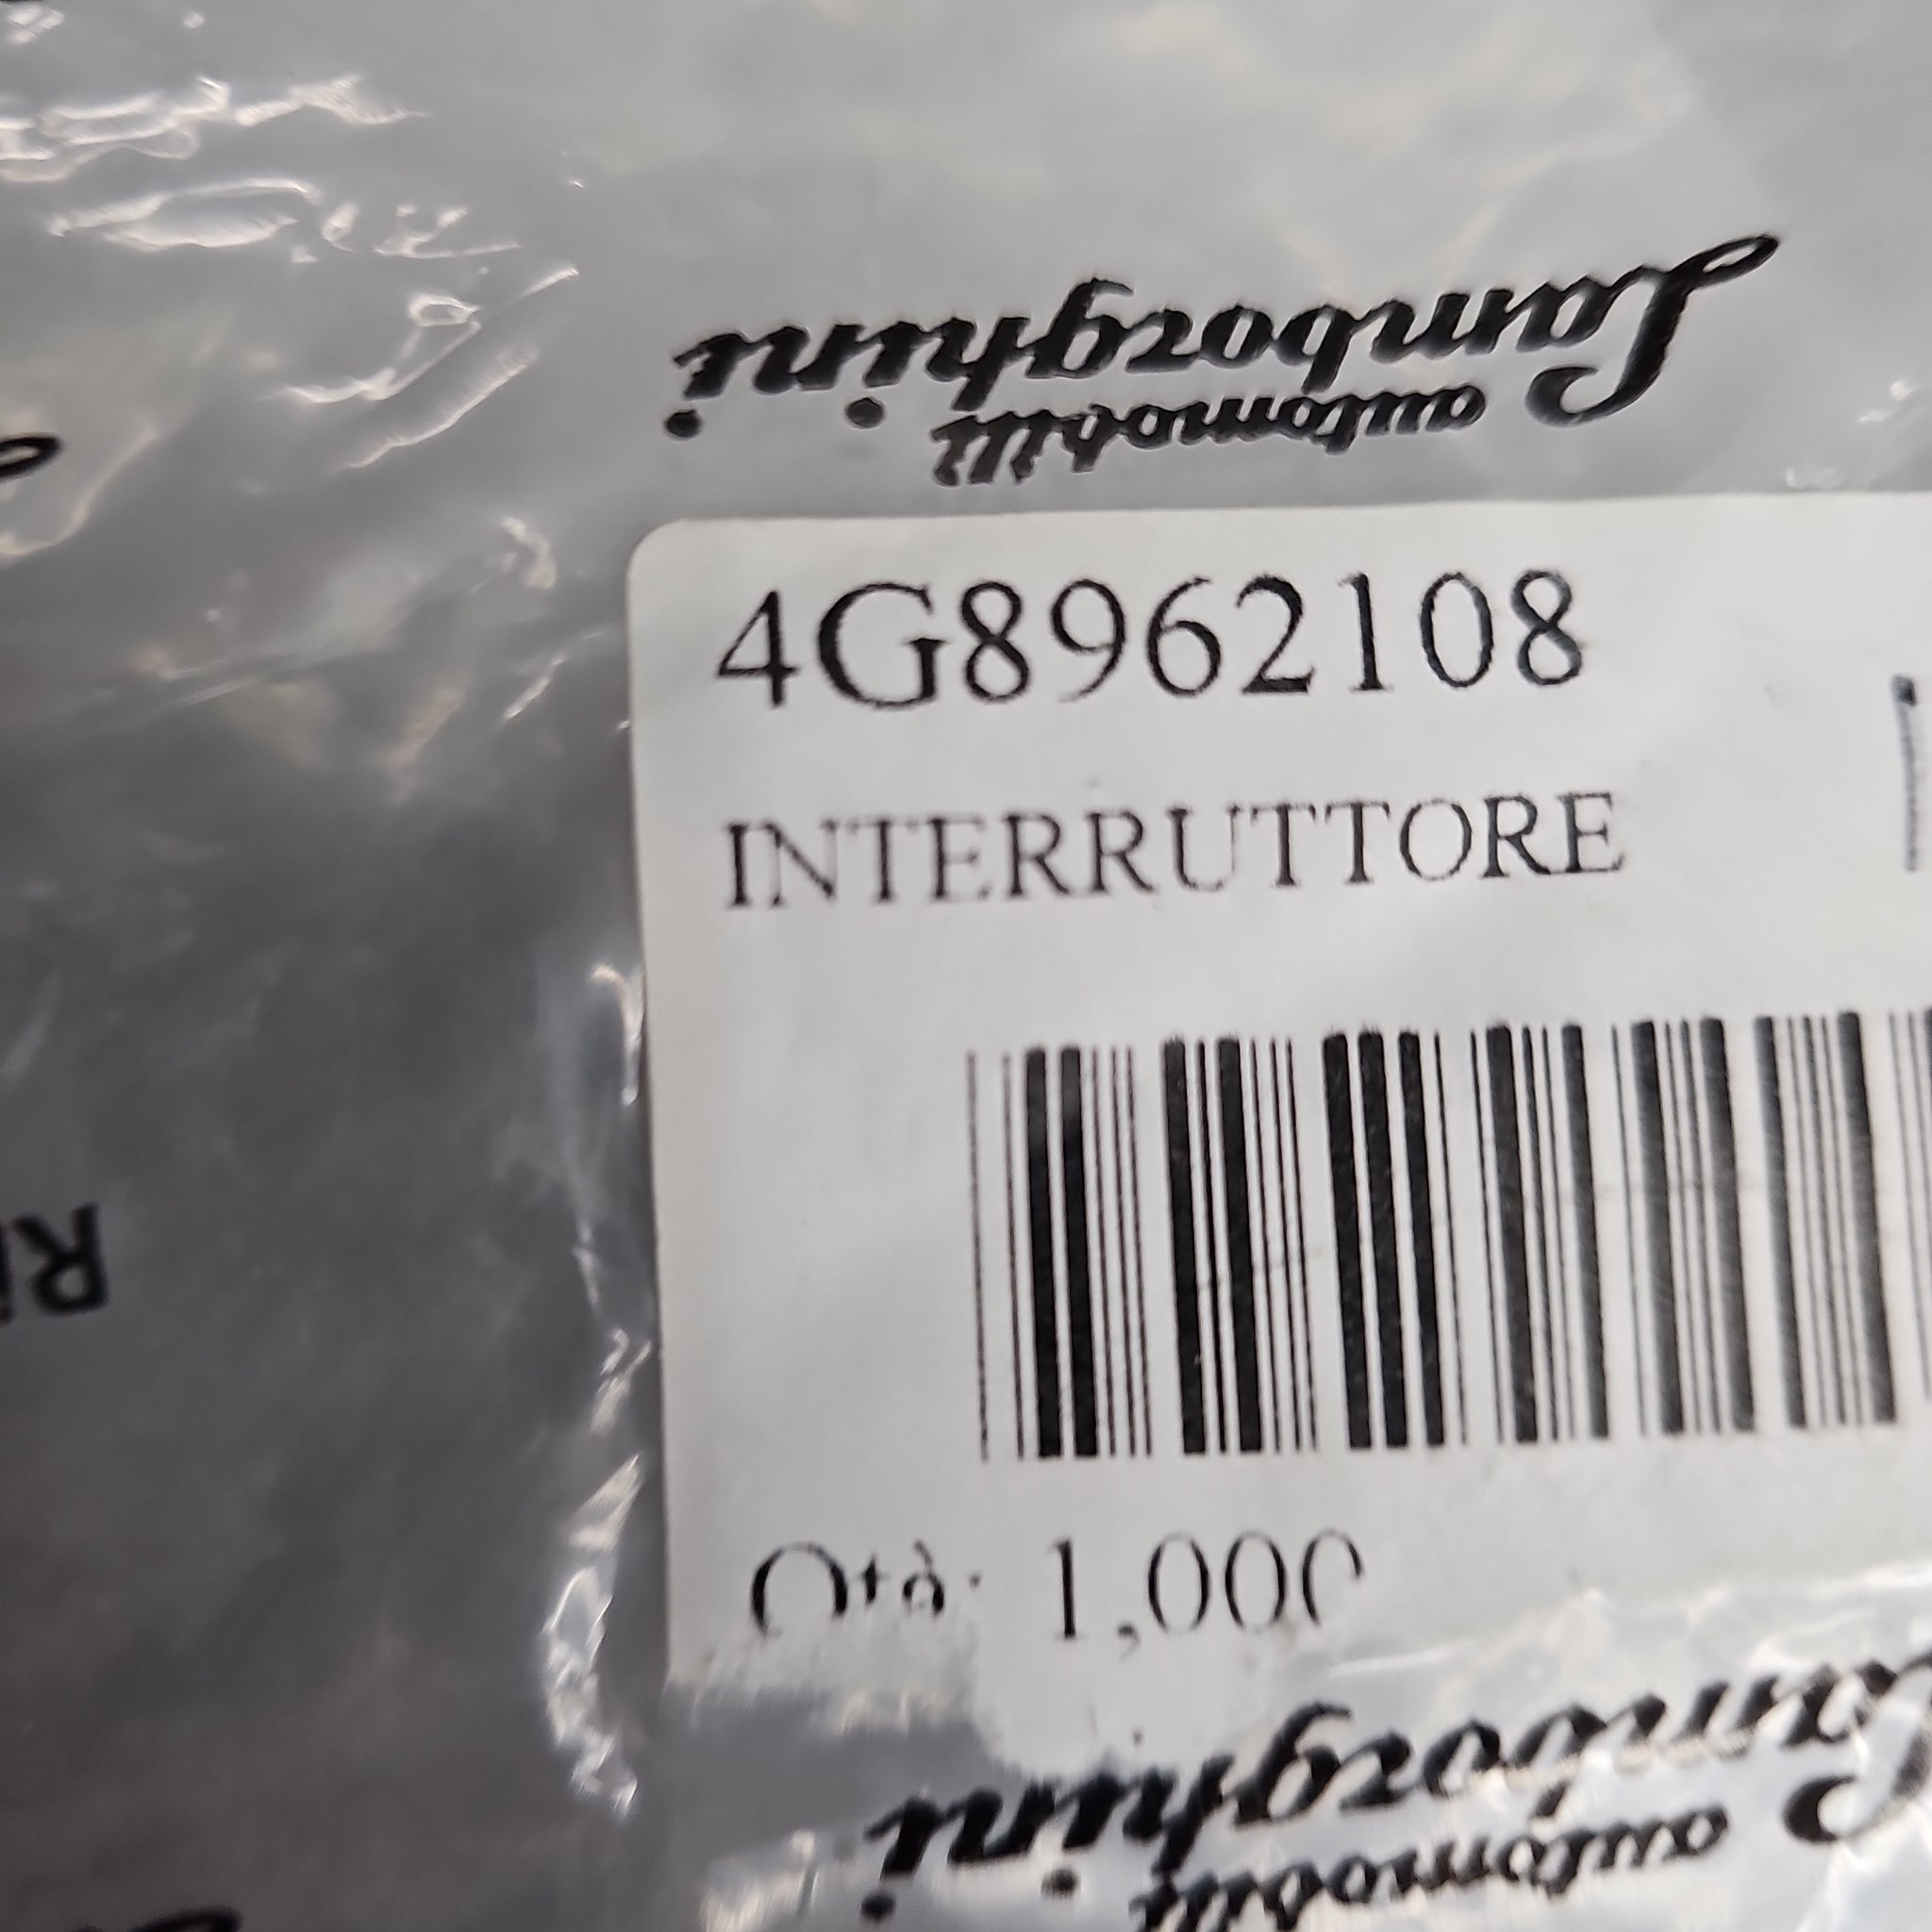 automobili
Lamborghini
4G8962108
INTERRUTTORE
Qtà: 1,000
automobili
Lamborghini